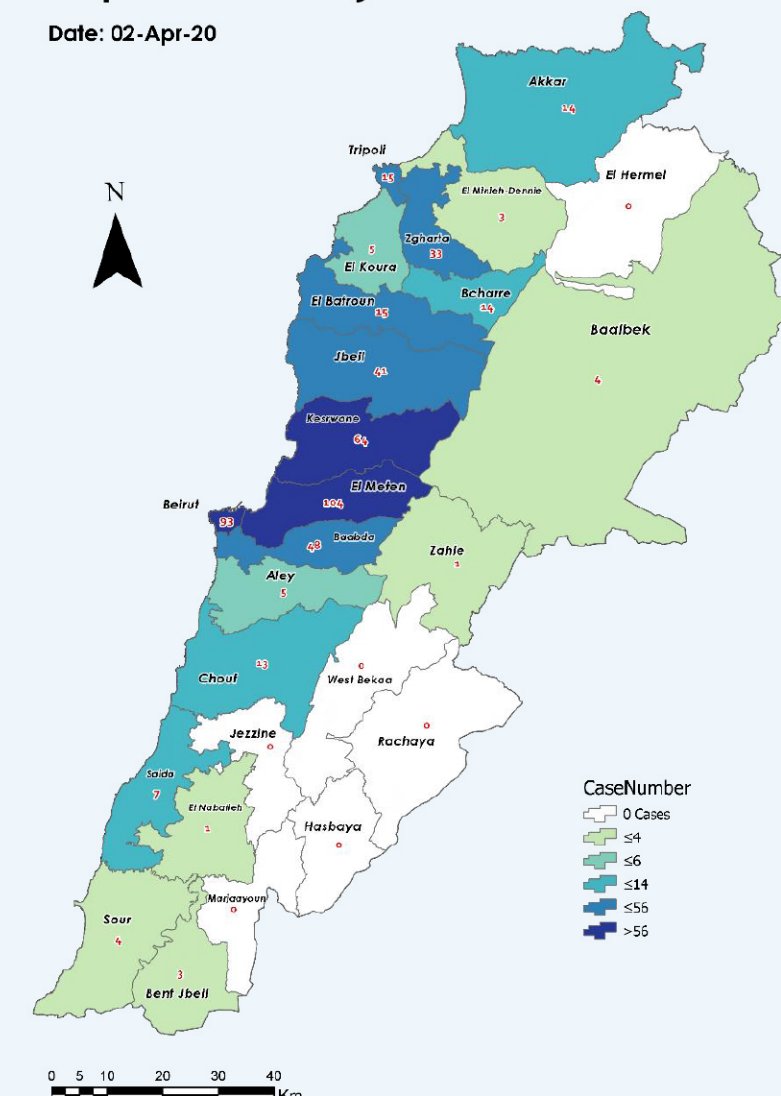 Date: 02-Apr-20
N
Akkar
14
Tripoli
15
El Hermel
0
El Minieh-Dennie
3
Zgharta
33
5
El Koura
Bcharre
14
El Batroun
15
Baalbek
4
Jbeil
41
Kesrwane
64
El Meten
104
Beirut
93
Baabda
48
Zahle
1
Aley
5
Chouf
13
0
West Bekaa
Rachaya
0
Jezzine
0
Saida
7
El Nabatieh
1
Hasbaya
0
Marjaayoun
0
Sour
4
3
Bent Jbeil
CaseNumber
0 Cases
≤4
≤6
≤14
≤56
>56
0 5 10 20 30 40
Km